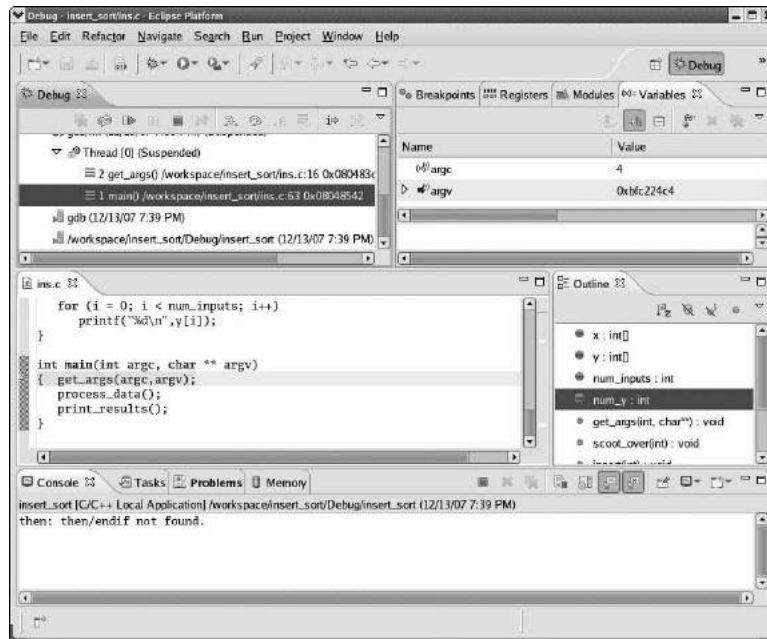 Debug - insert_sort/ins.c - Eclipse Platform
File Edit Refactor Navigate Search Run Project Window Help
Debug
Debug
Thread [0] (Suspended)
2 get_args() /workspace/insert_sort/ins.c:16 0x080483c
1 main() /workspace/insert_sort/ins.c:63 0x08048542
gdb (12/13/07 7:39 PM)
/workspace/insert_sort/Debug/insert_sort (12/13/07 7:39 PM)
Breakpoints Registers Modules Variables
Name Value
argc 4
argv 0xbfc224c4
ins.c
for (i = 0; i < num_inputs; i++)
printf("%d\n",y[i]);
}
int main(int argc, char ** argv)
{ get_args(argc,argv);
process_data();
print_results();
}
Outline
x : int[]
y : int[]
num_inputs : int
num_y : int
get_args(int, char**) : void
scoot_over(int) : void
Console Tasks Problems Memory
insert_sort [C/C++ Local Application] /workspace/insert_sort/Debug/insert_sort (12/13/07 7:39 PM)
then: then/endif not found.